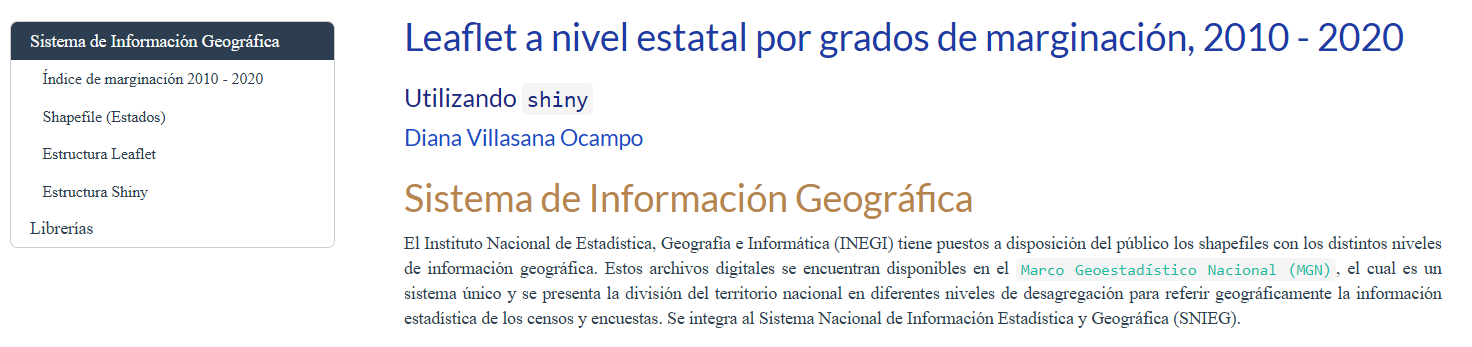 Sistema de Información Geográfica
Índice de marginación 2010 - 2020
Shapefile (Estados)
Estructura Leaflet
Estructura Shiny
Librerías
Leaflet a nivel estatal por grados de marginación, 2010 - 2020
Utilizando shiny
Diana Villasana Ocampo
Sistema de Información Geográfica
El Instituto Nacional de Estadística, Geografía e Informática (INEGI) tiene puestos a disposición del público los shapefiles con los distintos niveles
de información geográfica. Estos archivos digitales se encuentran disponibles en el Marco Geoestadístico Nacional (MGN), el cual es un
sistema único y se presenta la división del territorio nacional en diferentes niveles de desagregación para referir geográficamente la información
estadística de los censos y encuestas. Se integra al Sistema Nacional de Información Estadística y Geográfica (SNIEG).